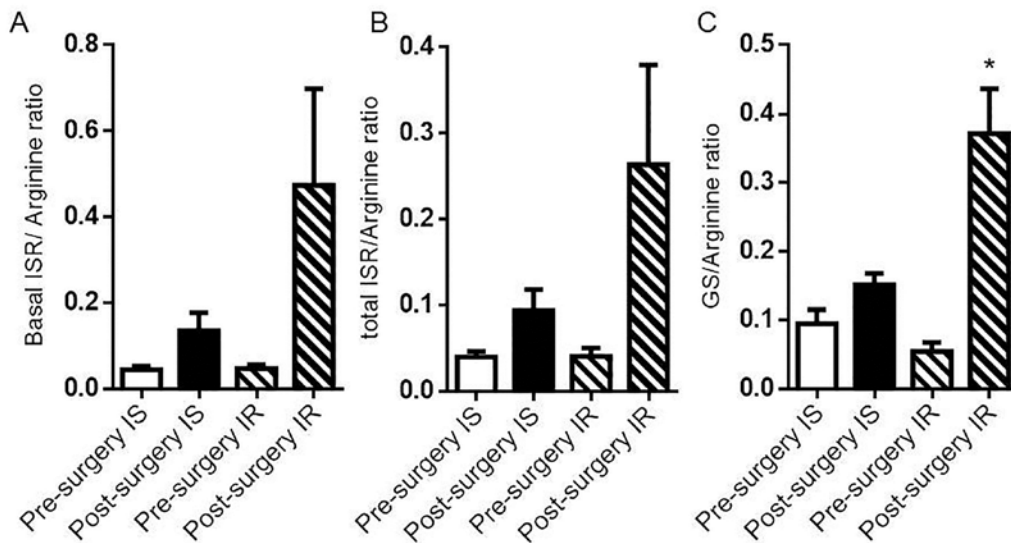 A
Basal ISR/ Arginine ratio
0.8
0.6
0.4
0.2
0.0
Pre-surgery IS
Post-surgery IS
Pre-surgery IR
Post-surgery IR
B
total ISR/Arginine ratio
0.4
0.3
0.2
0.1
0.0
Pre-surgery IS
Post-surgery IS
Pre-surgery IR
Post-surgery IR
C
GS/Arginine ratio
0.5
0.4
0.3
0.2
0.1
0.0
*
Pre-surgery IS
Post-surgery IS
Pre-surgery IR
Post-surgery IR